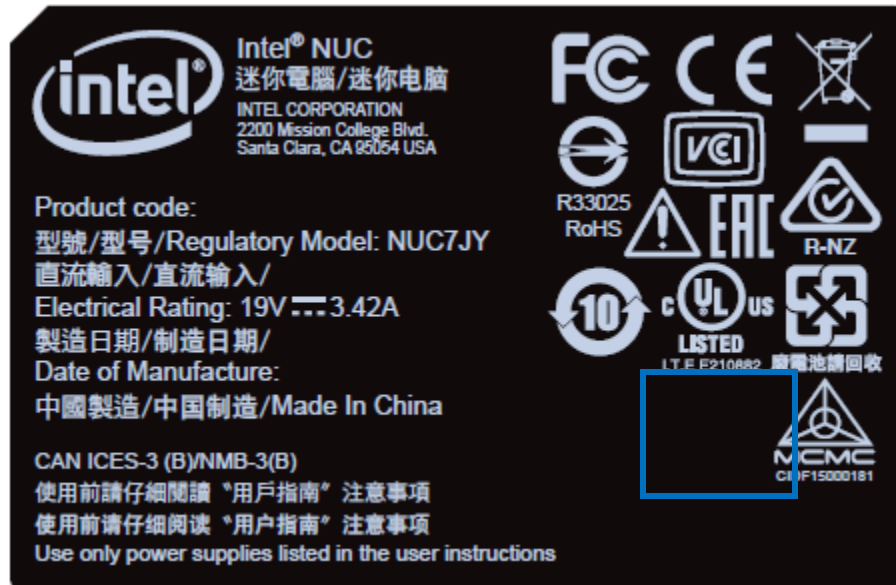 intel®
Intel® NUC
迷你電腦/迷你电脑
INTEL CORPORATION
2200 Mission College Blvd.
Santa Clara, CA 95054 USA
Product code:
型號/型号/Regulatory Model: NUC7JY
直流輸入/直流输入/
Electrical Rating: 19V 3.42A
製造日期/制造日期/
Date of Manufacture:
中國製造/中国制造/Made In China
CAN ICES-3 (B)/NMB-3(B)
使用前請仔細閱讀“用戶指南”注意事項
使用前请仔细阅读“用户指南”注意事项
Use only power supplies listed in the user instructions
FC CE
VCI
R33025
RoHS
EAC
R-NZ
10
C UL US
LISTED
I.T.E E210882
廢電池請回收
MCMC
CIDF15000181